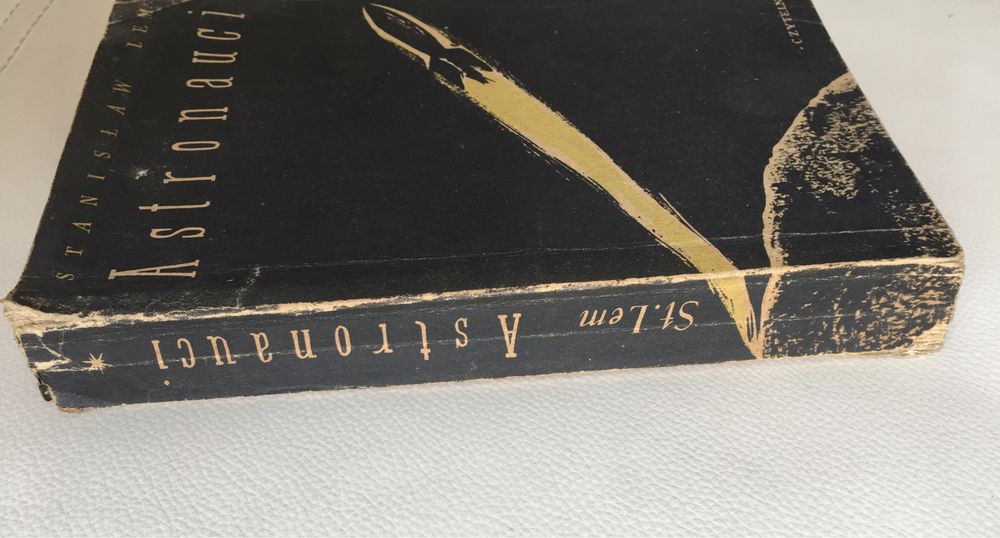 STANISŁAW LEM
Astronauci
St. Lem
Astronauci